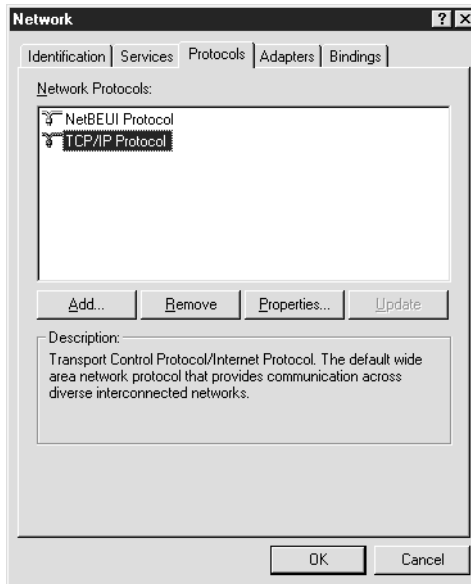 Network
Identification Services Protocols Adapters Bindings
Network Protocols:
NetBEUI Protocol
TCP/IP Protocol
Add... Remove Properties... Update
Description:
Transport Control Protocol/Internet Protocol. The default wide
area network protocol that provides communication across
diverse interconnected networks.
OK Cancel